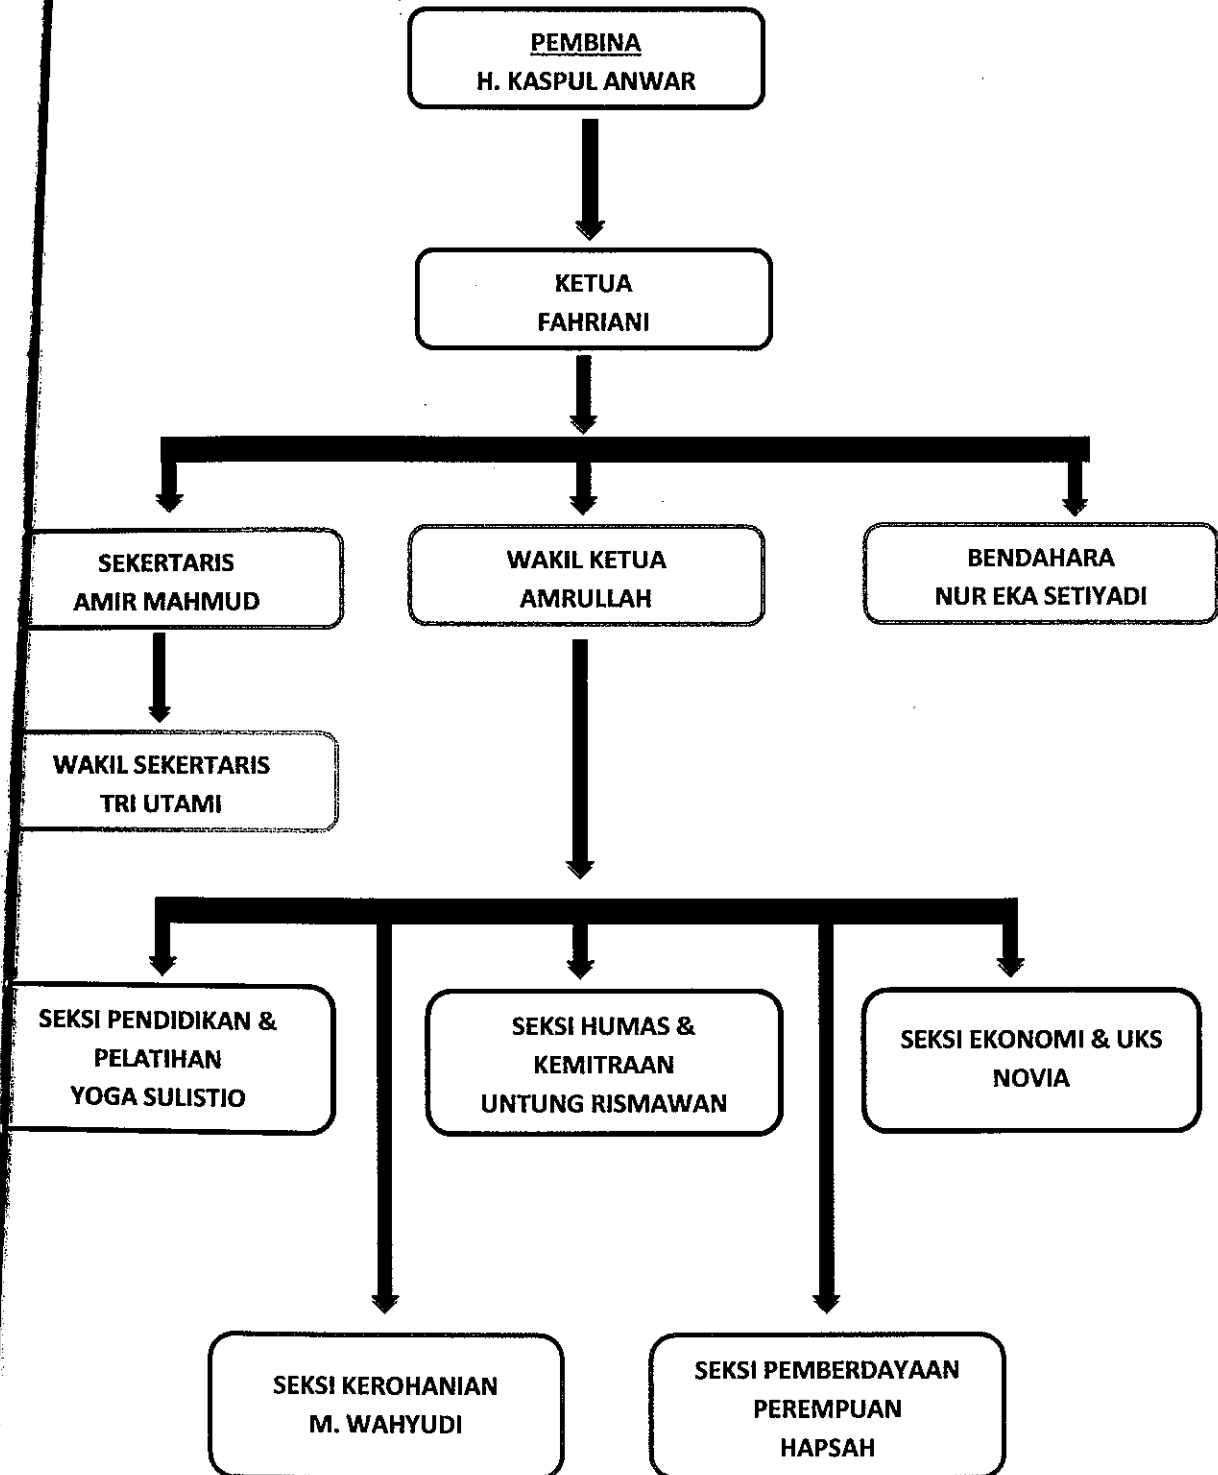 PEMBINA
H. KASPUL ANWAR
KETUA
FAHRIANI
SEKERTARIS
AMIR MAHMUD
WAKIL KETUA
AMRULLAH
BENDAHARA
NUR EKA SETIYADI
WAKIL SEKERTARIS
TRI UTAMI
SEKSI PENDIDIKAN &
PELATIHAN
YOGA SULISTIO
SEKSI HUMAS &
KEMITRAAN
UNTUNG RISMAWAN
SEKSI EKONOMI & UKS
NOVIA
SEKSI KEROHANIAN
M. WAHYUDI
SEKSI PEMBERDAYAAN
PEREMPUAN
HAPSAH